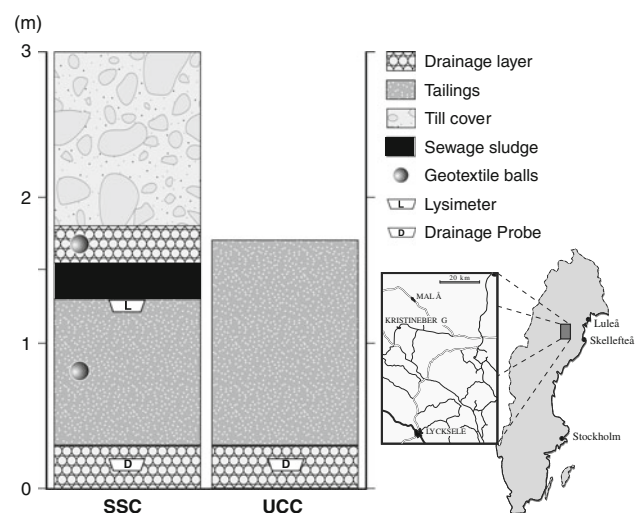 (m)
3
2
1
0
L
D
D
SSC
UCC
Drainage layer
Tailings
Till cover
Sewage sludge
Geotextile balls
L Lysimeter
D Drainage Probe
20 km
MALÅ
KRISTINEBER G
LYCKSELE
Luleå
Skellefteå
Stockholm